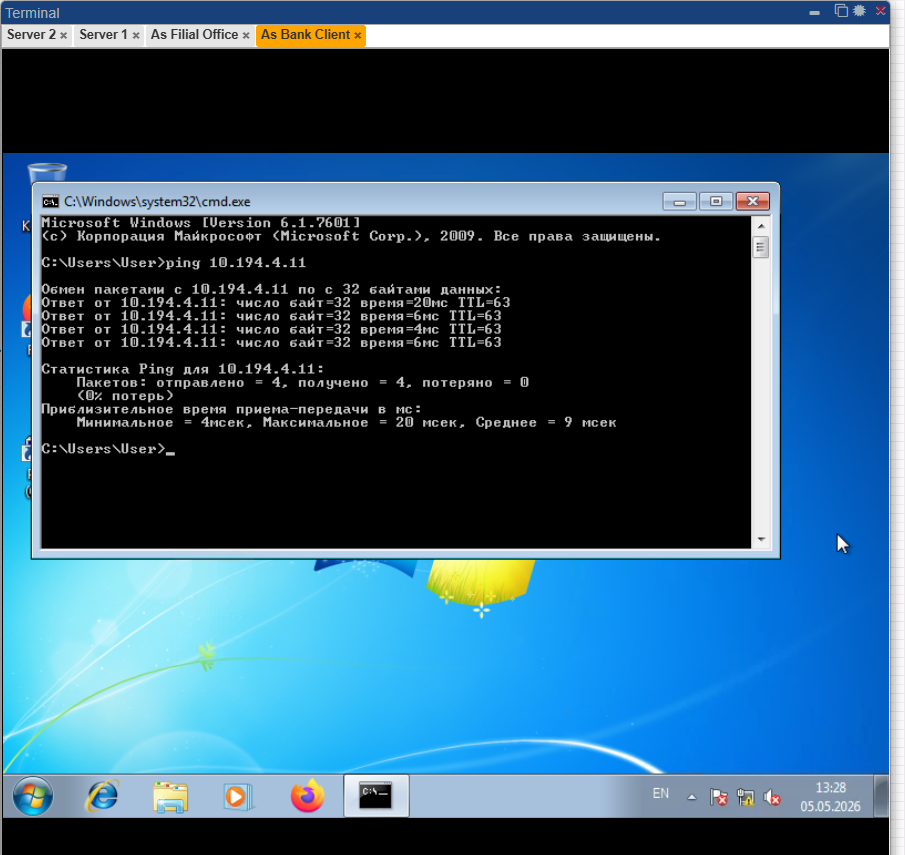 Terminal
Server 2 × Server 1 × As Filial Office × As Bank Client ×
C:\Windows\system32\cmd.exe
Microsoft Windows [Version 6.1.7601]
(c) Корпорация Майкрософт (Microsoft Corp.), 2009. Все права защищены.
C:\Users\User>ping 10.194.4.11
Обмен пакетами с 10.194.4.11 по с 32 байтами данных:
Ответ от 10.194.4.11: число байт=32 время=20мс TTL=63
Ответ от 10.194.4.11: число байт=32 время=6мс TTL=63
Ответ от 10.194.4.11: число байт=32 время=4мс TTL=63
Ответ от 10.194.4.11: число байт=32 время=6мс TTL=63
Статистика Ping для 10.194.4.11:
Пакетов: отправлено = 4, получено = 4, потеряно = 0
(0% потерь)
Приблизительное время приема-передачи в мс:
Минимальное = 4мсек, Максимальное = 20 мсек, Среднее = 9 мсек
C:\Users\User>_
EN
13:28
05.05.2026